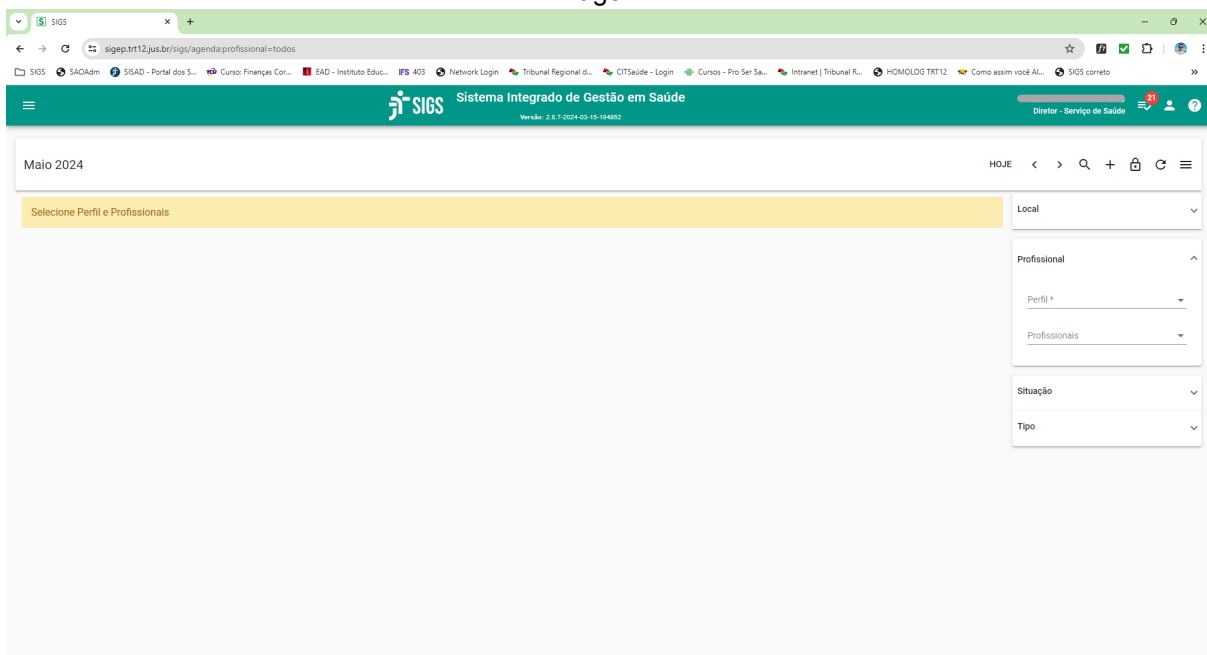 SIGS
sigep.trt12.jus.br/sigs/agenda;profissional=todos
SIGS SAOAdm SISAD - Portal dos S... Curso: Finanças Cor... EAD - Instituto Educ... IFS 403 Network Login Tribunal Regional d... CITSaúde - Login Cursos - Pro Ser Sa... Intranet | Tribunal R... HOMOLOG TRT12 Como assim você Al... SIGS correto »
SIGS Sistema Integrado de Gestão em Saúde
Versão: 2.8.7-2024-03-15-184952
Diretor - Serviço de Saúde 21
Maio 2024 HOJE
Selecione Perfil e Profissionais
Local
Profissional
Perfil *
Profissionais
Situação
Tipo